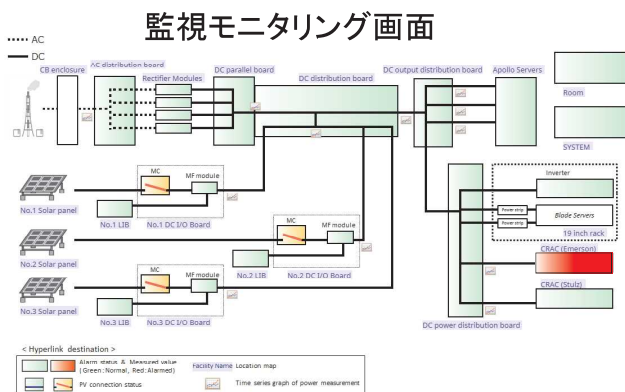 監視モニタリング画面
AC
DC
CB enclosure
AC distribution board
Rectifier Modules
DC parallel board
DC distribution board
DC output distribution board
Apollo Servers
Room
SYSTEM
MC
MF module
No.1 Solar panel
No.1 LIB
No.1 DC I/O Board
MC
MF module
No.2 Solar panel
No.2 LIB
No.2 DC I/O Board
MC
MF module
No.3 Solar panel
No.3 LIB
No.3 DC I/O Board
Inverter
Power strip
Power strip
Blade Servers
19 inch rack
CRAC (Emerson)
CRAC (Stulz)
DC power distribution board
< Hyperlink destination >
Alarm status & Measured value
(Green:Normal, Red:Alarmed)
Facility Name Location map
PV connection status
Time series graph of power measurement